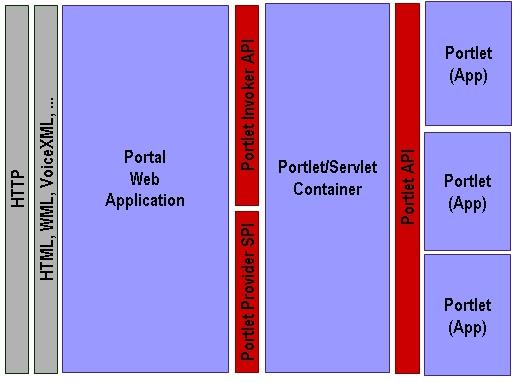 HTTP
HTML, WML, VoiceXML, ...
Portal
Web
Application
Portlet Invoker API
Portlet Provider SPI
Portlet/Servlet
Container
Portlet API
Portlet
(App)
Portlet
(App)
Portlet
(App)